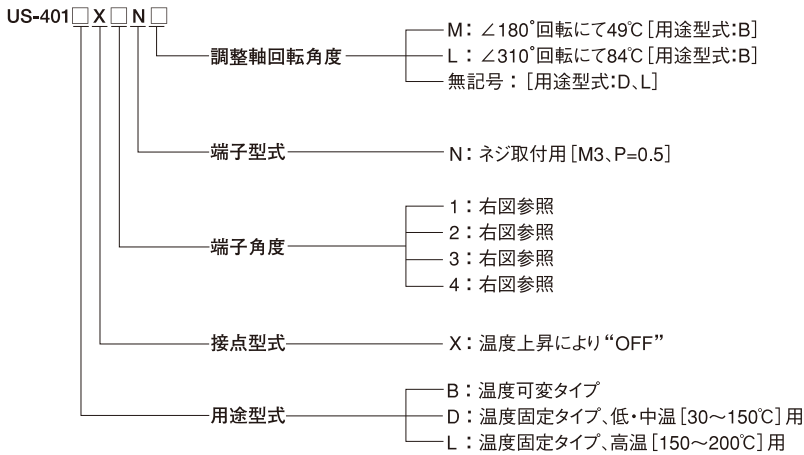 US-401□X□N□
調整軸回転角度
M：∠180°回転にて49℃［用途型式：B］
L：∠310°回転にて84℃［用途型式：B］
無記号：［用途型式：D、L］
端子型式
N：ネジ取付用［M3、P=0.5］
端子角度
1：右図参照
2：右図参照
3：右図参照
4：右図参照
接点型式
X：温度上昇により“OFF”
用途型式
B：温度可変タイプ
D：温度固定タイプ、低・中温［30～150℃］用
L：温度固定タイプ、高温［150～200℃］用